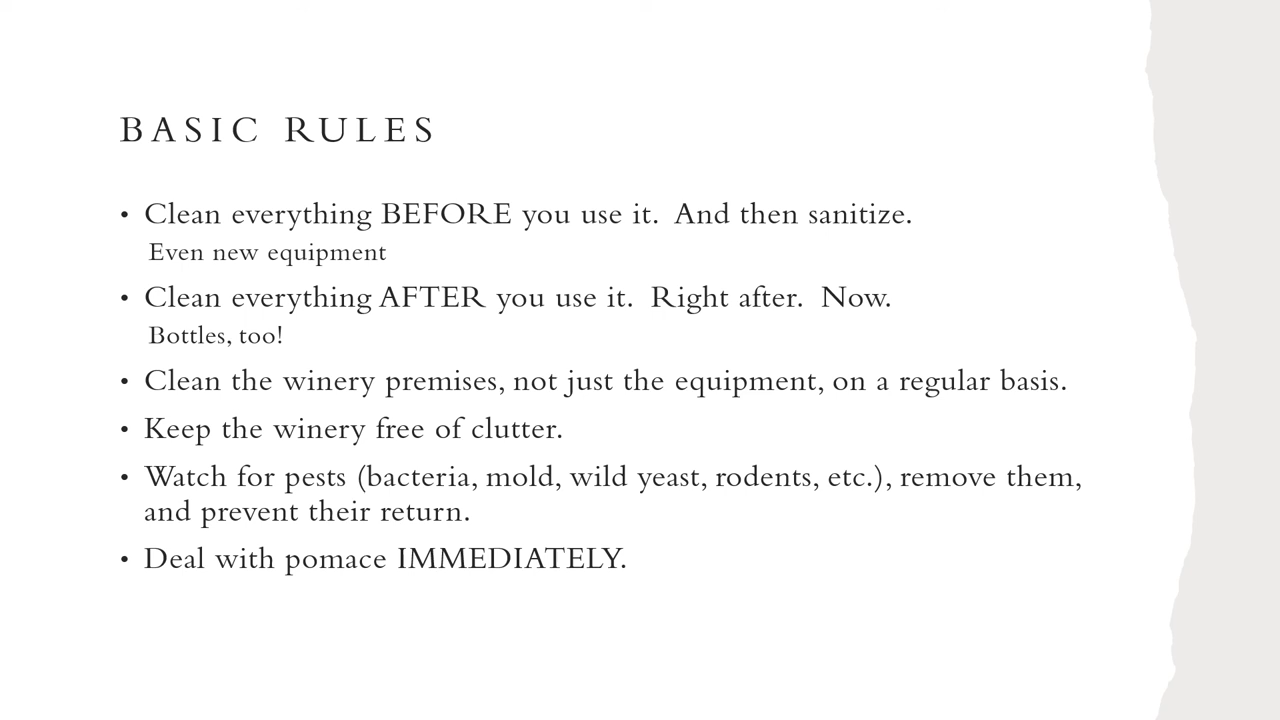 BASIC RULES
• Clean everything BEFORE you use it.  And then sanitize.
Even new equipment
• Clean everything AFTER you use it.  Right after.  Now.
Bottles, too!
• Clean the winery premises, not just the equipment, on a regular basis.
• Keep the winery free of clutter.
• Watch for pests (bacteria, mold, wild yeast, rodents, etc.), remove them,
and prevent their return.
• Deal with pomace IMMEDIATELY.